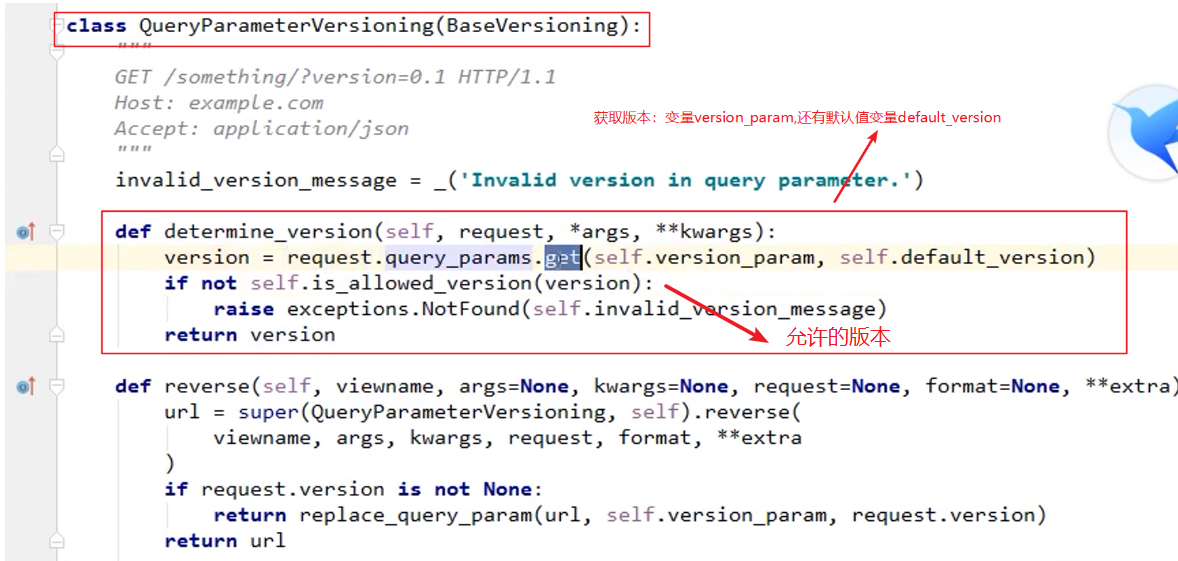 class QueryParameterVersioning(BaseVersioning):
"""
GET /something/?version=0.1 HTTP/1.1
Host: example.com
Accept: application/json
"""
获取版本：变量version_param,还有默认值变量default_version
invalid_version_message = _('Invalid version in query parameter.')
def determine_version(self, request, *args, **kwargs):
version = request.query_params.get(self.version_param, self.default_version)
if not self.is_allowed_version(version):
raise exceptions.NotFound(self.invalid_version_message)
return version
允许的版本
def reverse(self, viewname, args=None, kwargs=None, request=None, format=None, **extra)
url = super(QueryParameterVersioning, self).reverse(
viewname, args, kwargs, request, format, **extra
)
if request.version is not None:
return replace_query_param(url, self.version_param, request.version)
return url